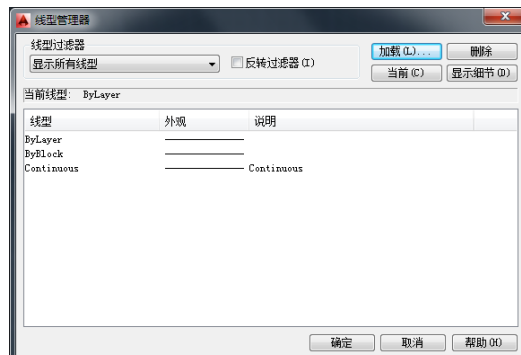 线型管理器
线型过滤器
显示所有线型
反转过滤器(I)
加载(L)...
删除
当前(C)
显示细节(D)
当前线型: ByLayer
线型 外观 说明
ByLayer
ByBlock
Continuous Continuous
确定 取消 帮助(H)